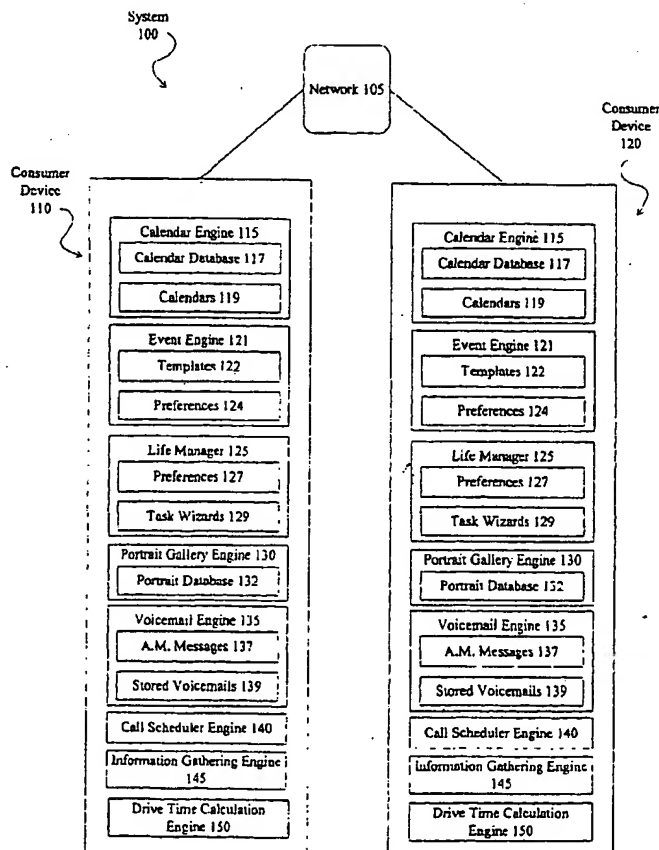 System
100
Network 105
Consumer
Device
120
Consumer
Device
110
Calendar Engine 115
Calendar Database 117
Calendars 119
Event Engine 121
Templates 122
Preferences 124
Life Manager 125
Preferences 127
Task Wizards 129
Portrait Gallery Engine 130
Portrait Database 132
Voicemail Engine 135
A.M. Messages 137
Stored Voicemails 139
Call Scheduler Engine 140
Information Gathering Engine
145
Drive Time Calculation
Engine 150
Calendar Engine 115
Calendar Database 117
Calendars 119
Event Engine 121
Templates 122
Preferences 124
Life Manager 125
Preferences 127
Task Wizards 129
Portrait Gallery Engine 130
Portrait Database 132
Voicemail Engine 135
A.M. Messages 137
Stored Voicemails 139
Call Scheduler Engine 140
Information Gathering Engine
145
Drive Time Calculation
Engine 150